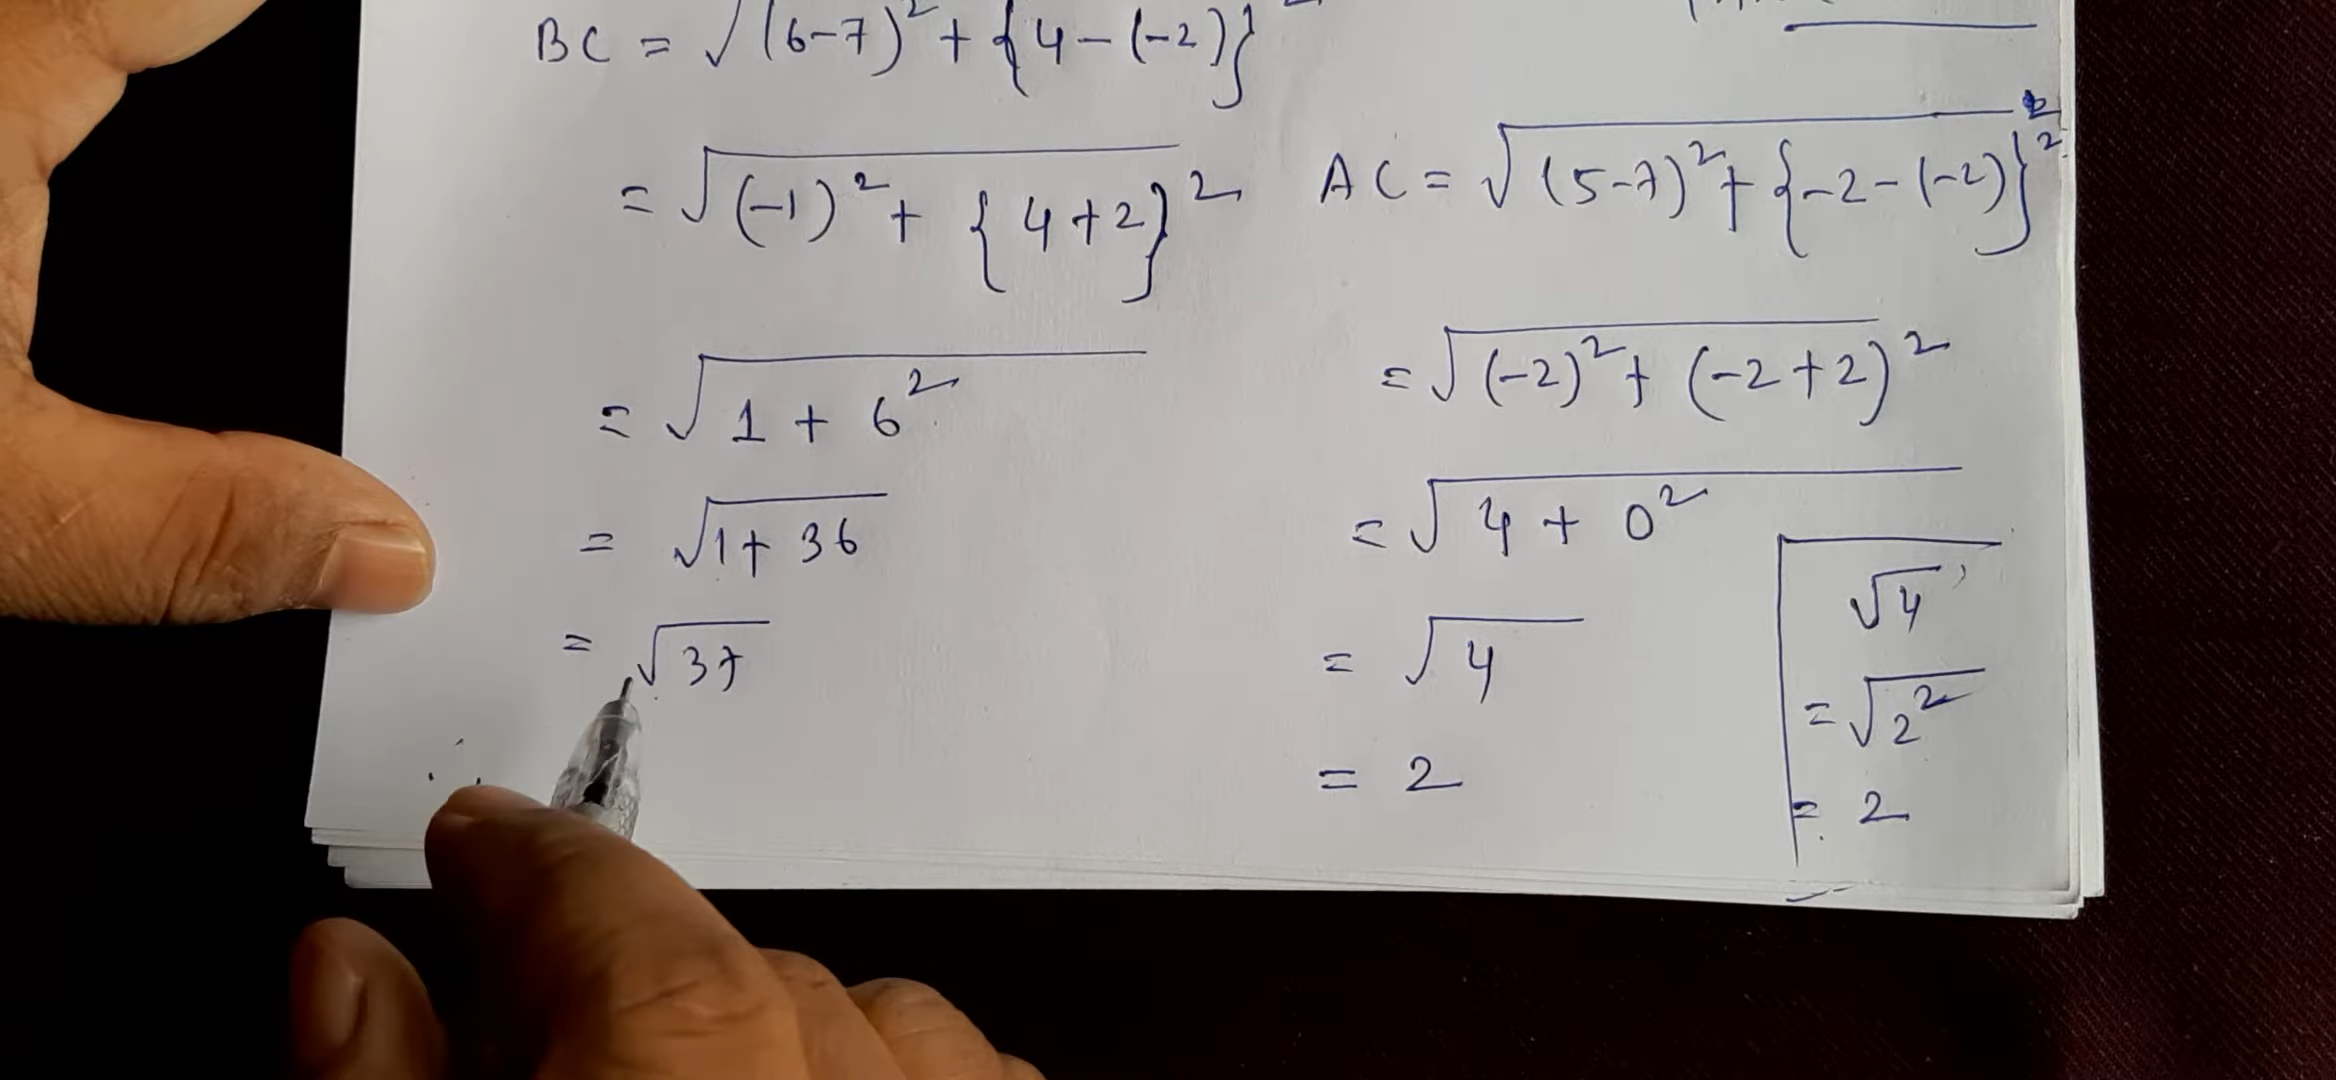 BC = √(6-7)² + {4-(-2)}²
= √(-1)² + {4+2}²
= √1 + 6²
= √1 + 36
= √37
∴
AC = √(5-7)² + {-2-(-2)}²
= √(-2)² + (-2+2)²
= √4 + 0²
= √4
= 2
√4
= √2²
= 2